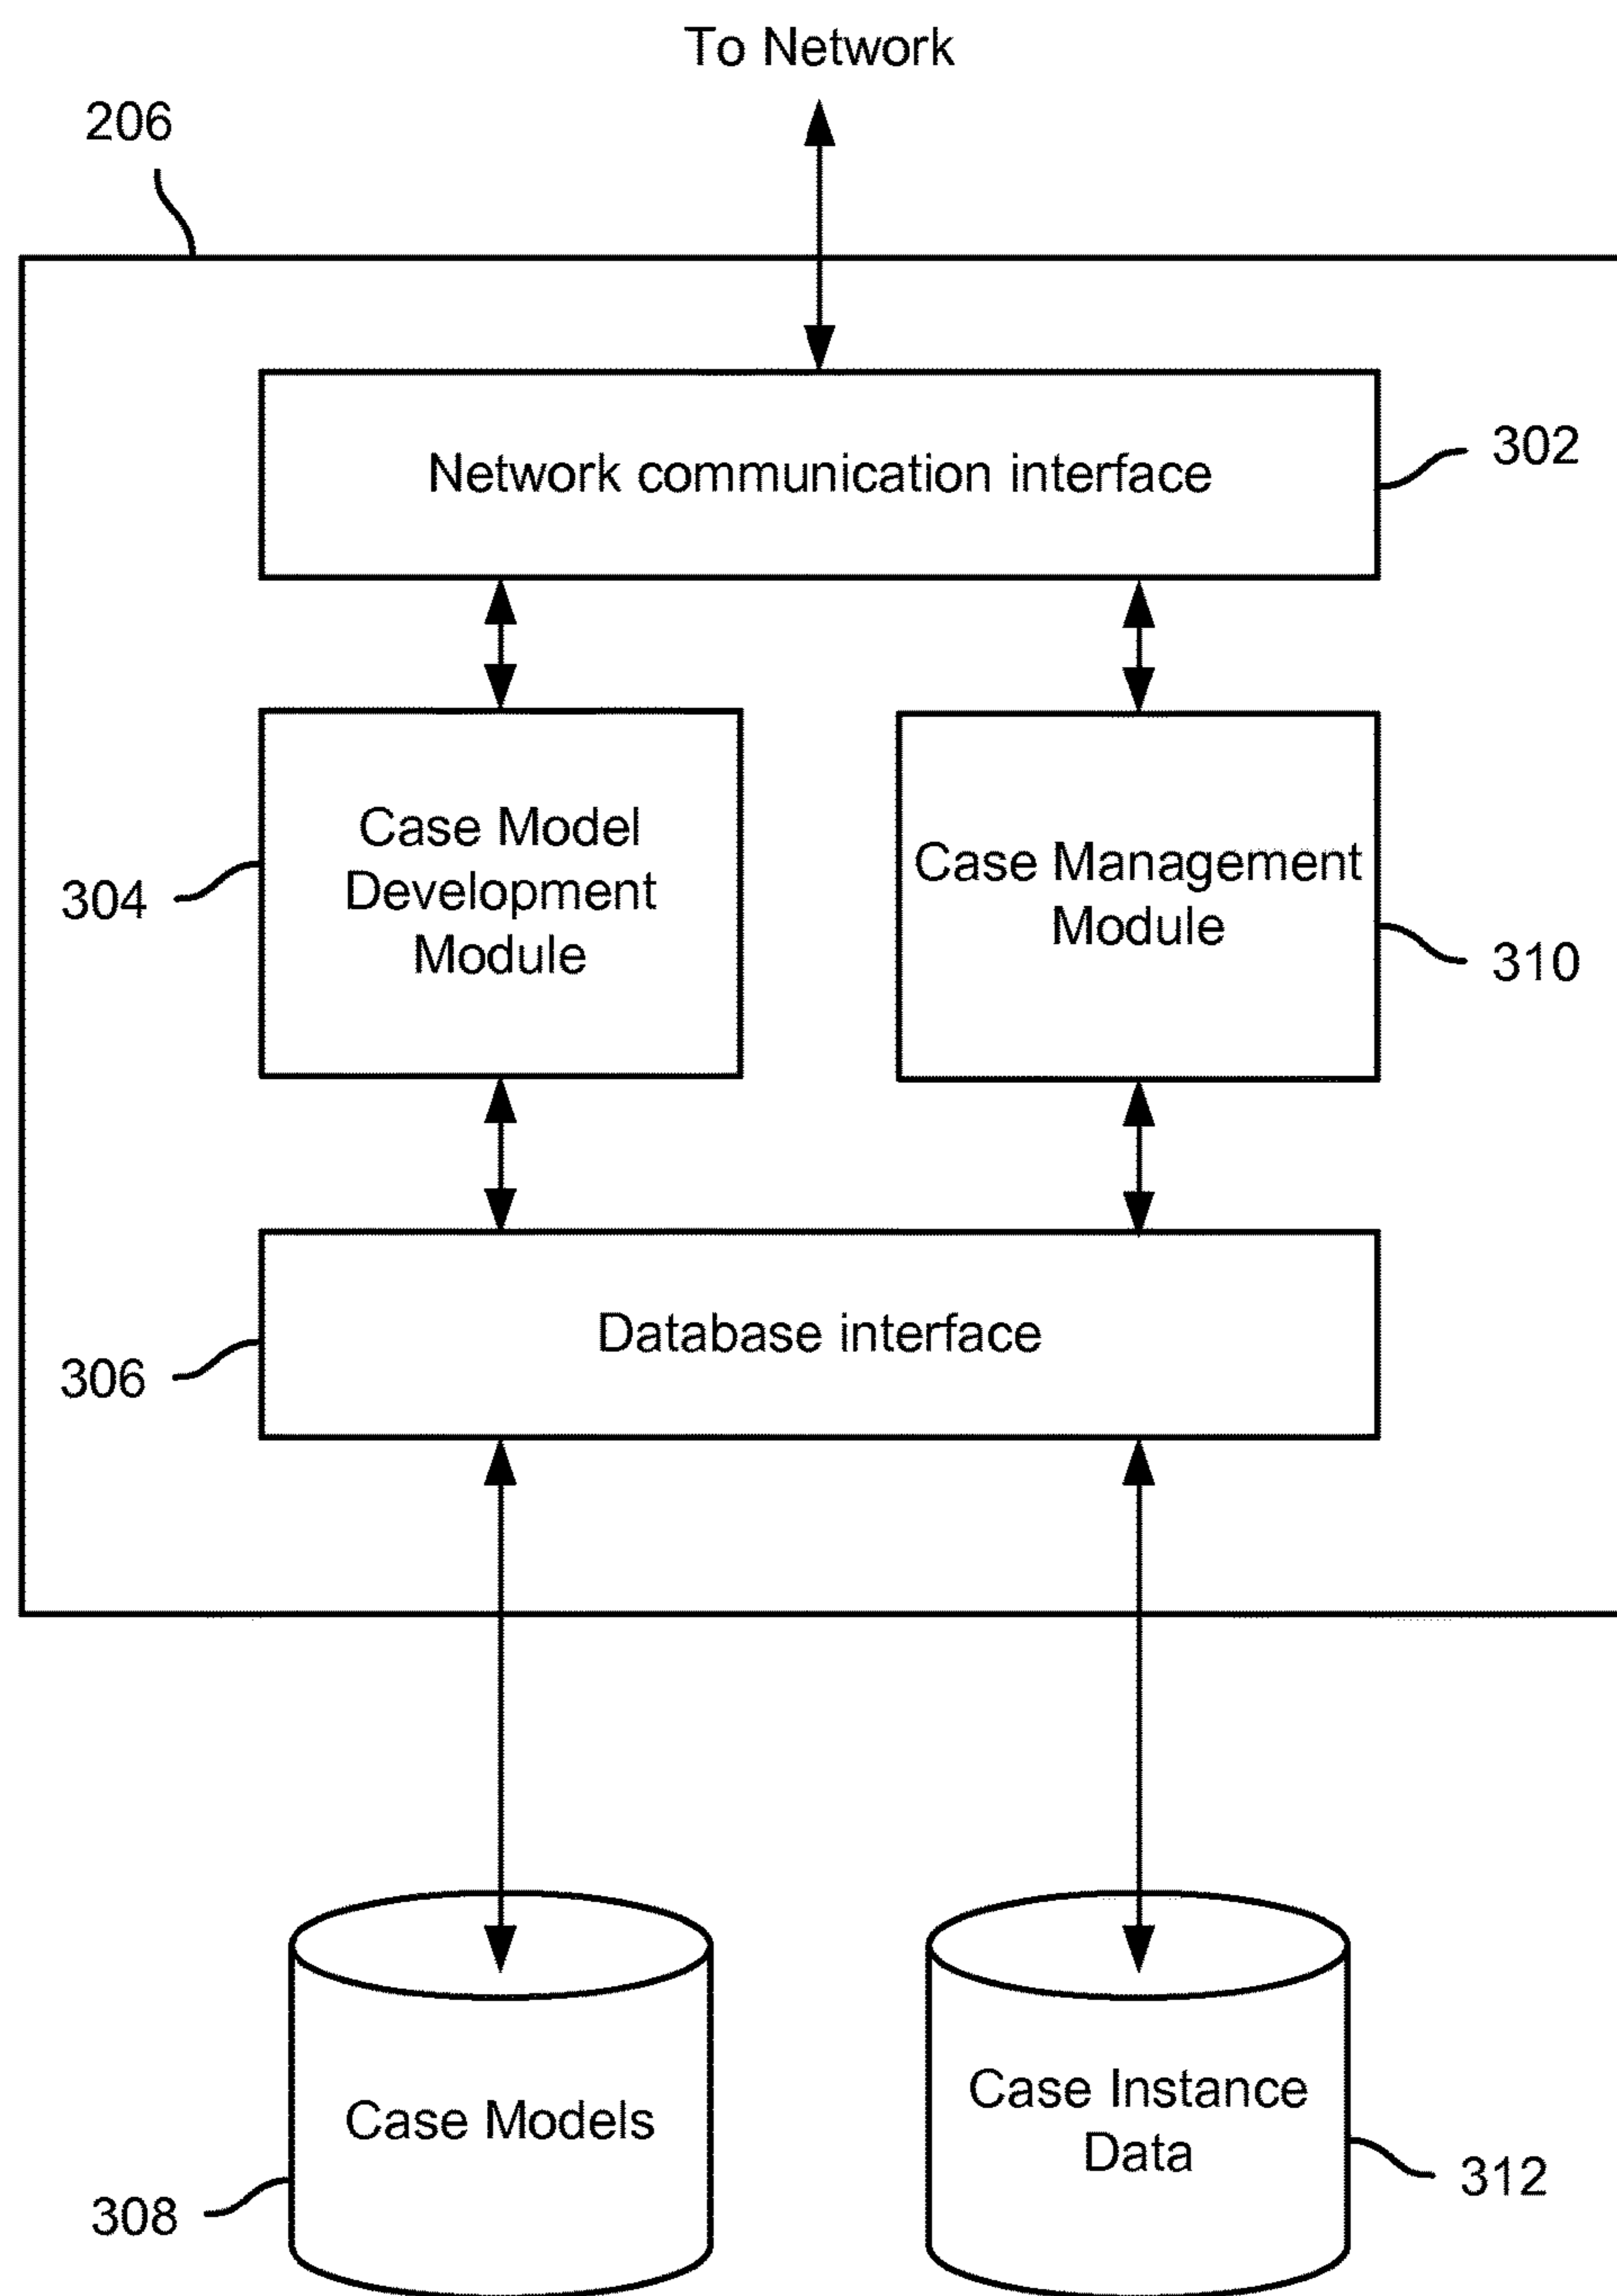 To Network
206
Network communication interface
302
Case Model
Development
Module
304
Case Management
Module
310
Database interface
306
Case Models
308
Case Instance
Data
312